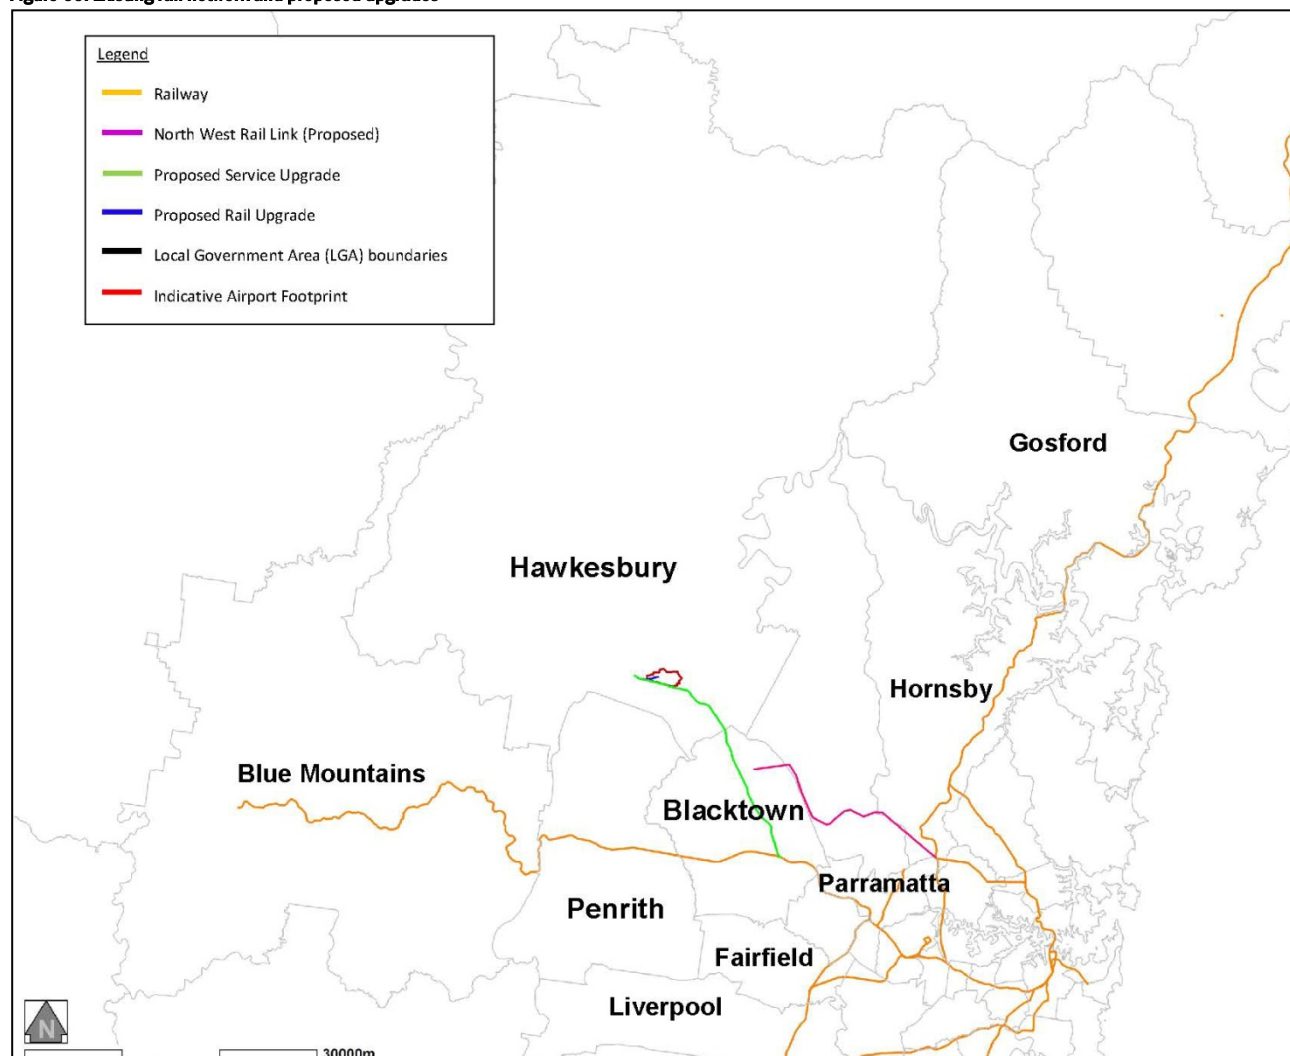 Legend
Railway
North West Rail Link (Proposed)
Proposed Service Upgrade
Proposed Rail Upgrade
Local Government Area (LGA) boundaries
Indicative Airport Footprint
Gosford
Hawkesbury
Hornsby
Blue Mountains
Blacktown
Parramatta
Penrith
Fairfield
Liverpool
N
30000m